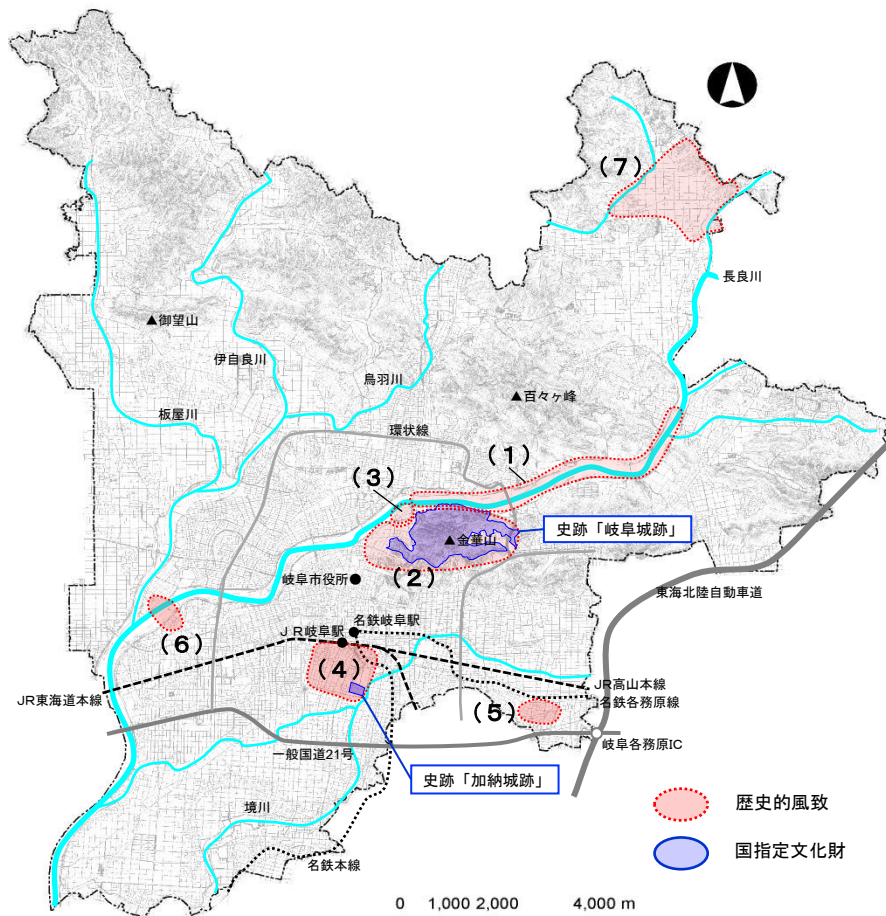 (7)
長良川
▲御望山
伊自良川
鳥羽川
▲百々ヶ峰
板屋川
環状線
(1)
(3)
史跡「岐阜城跡」
▲金華山
(2)
岐阜市役所
東海北陸自動車道
名鉄岐阜駅
(6)
JR岐阜駅
(4)
JR高山本線
JR東海道本線
名鉄各務原線
(5)
岐阜各務原IC
一般国道21号
史跡「加納城跡」
境川
歴史的風致
国指定文化財
名鉄本線
0 1,000 2,000 4,000 m